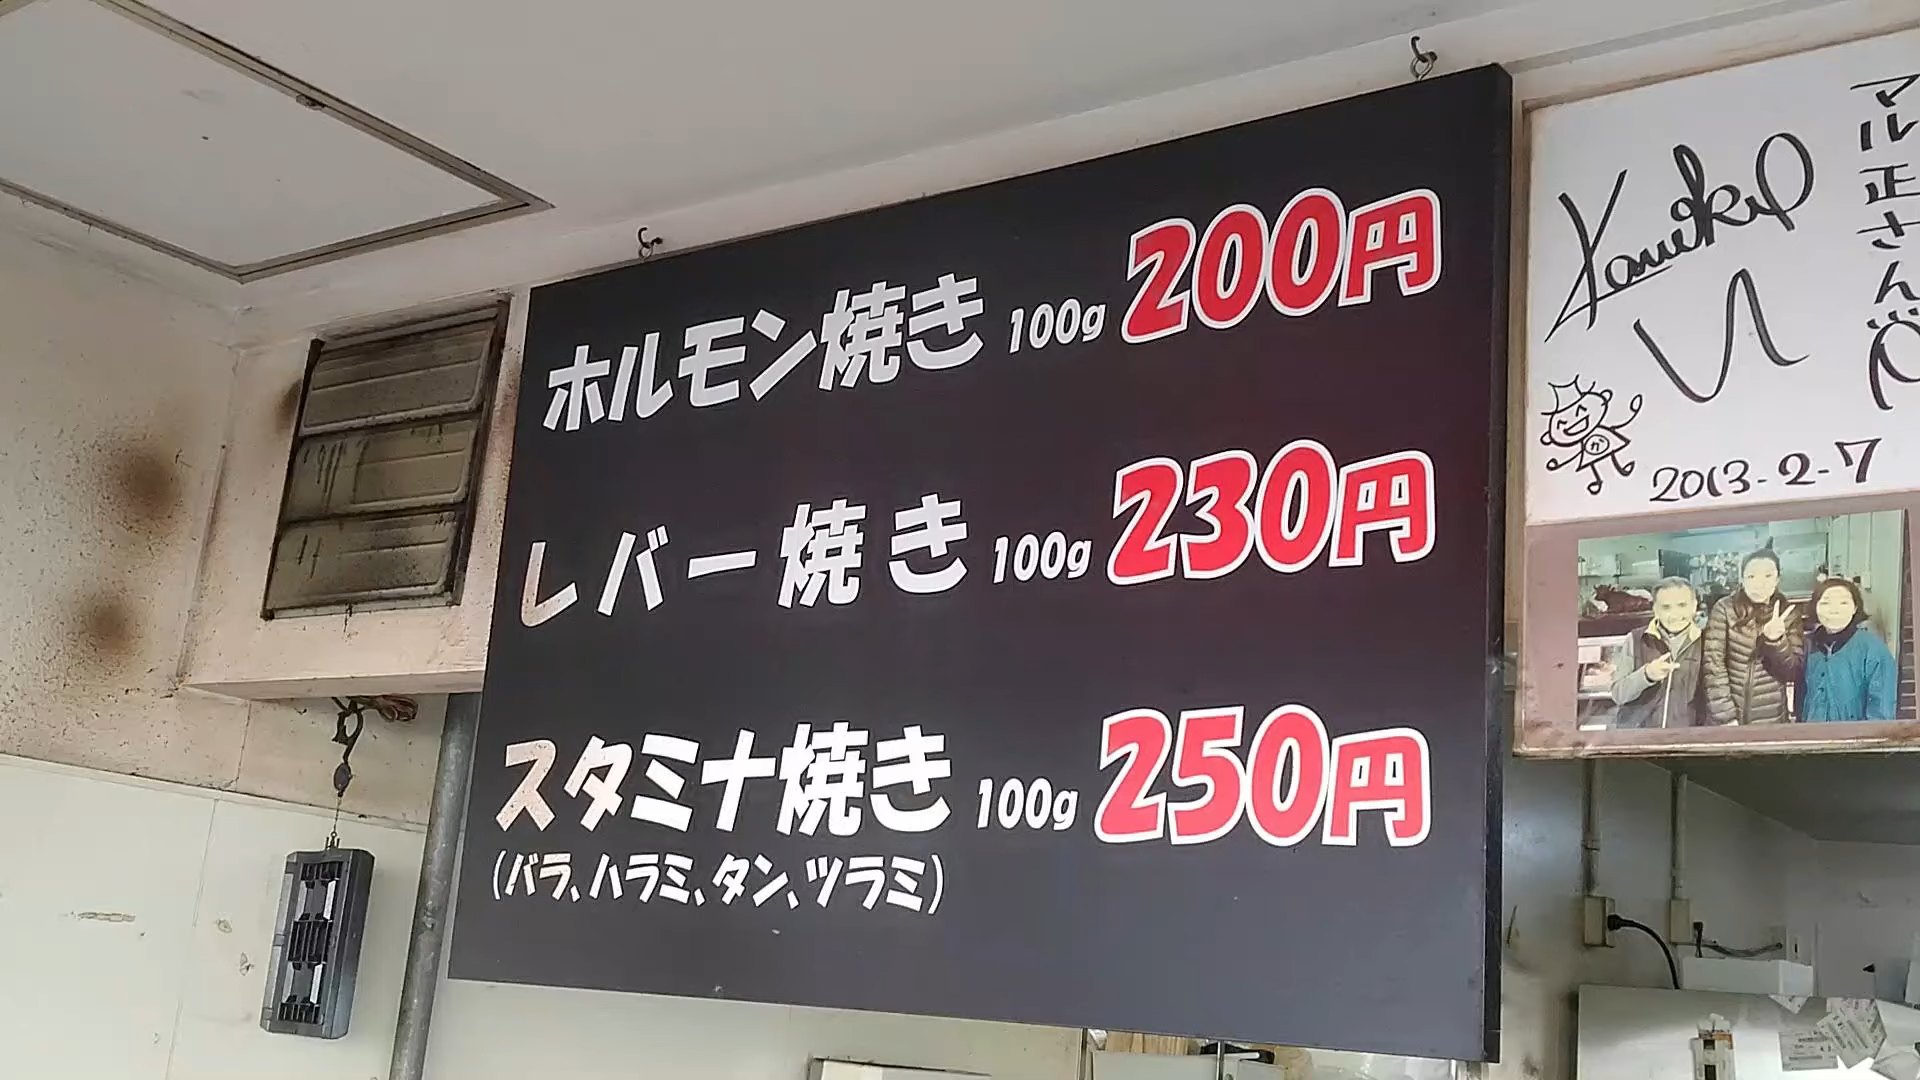 ホルモン焼き 100g 200円
レバー焼き 100g 230円
スタミナ焼き 100g 250円
(バラ、ハラミ、タン、ツラミ)
マル正さん
か
2013-2-7